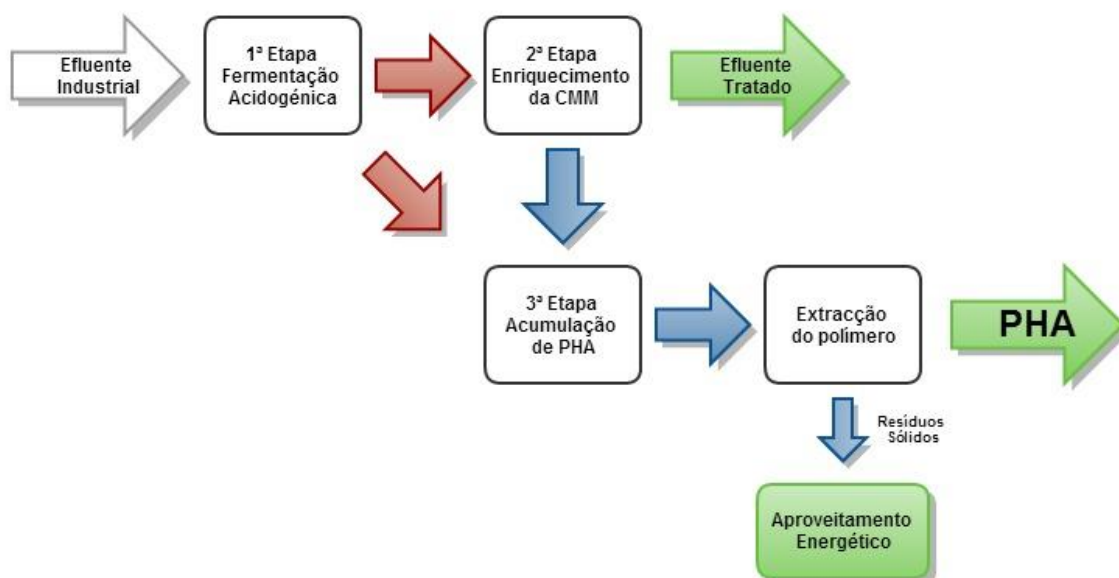 Efluente
Industrial
1ª Etapa
Fermentação
Acidogénica
2ª Etapa
Enriquecimento
da CMM
Efluente
Tratado
3ª Etapa
Acumulação
de PHA
Extracção
do polímero
PHA
Resíduos
Sólidos
Aproveitamento
Energético